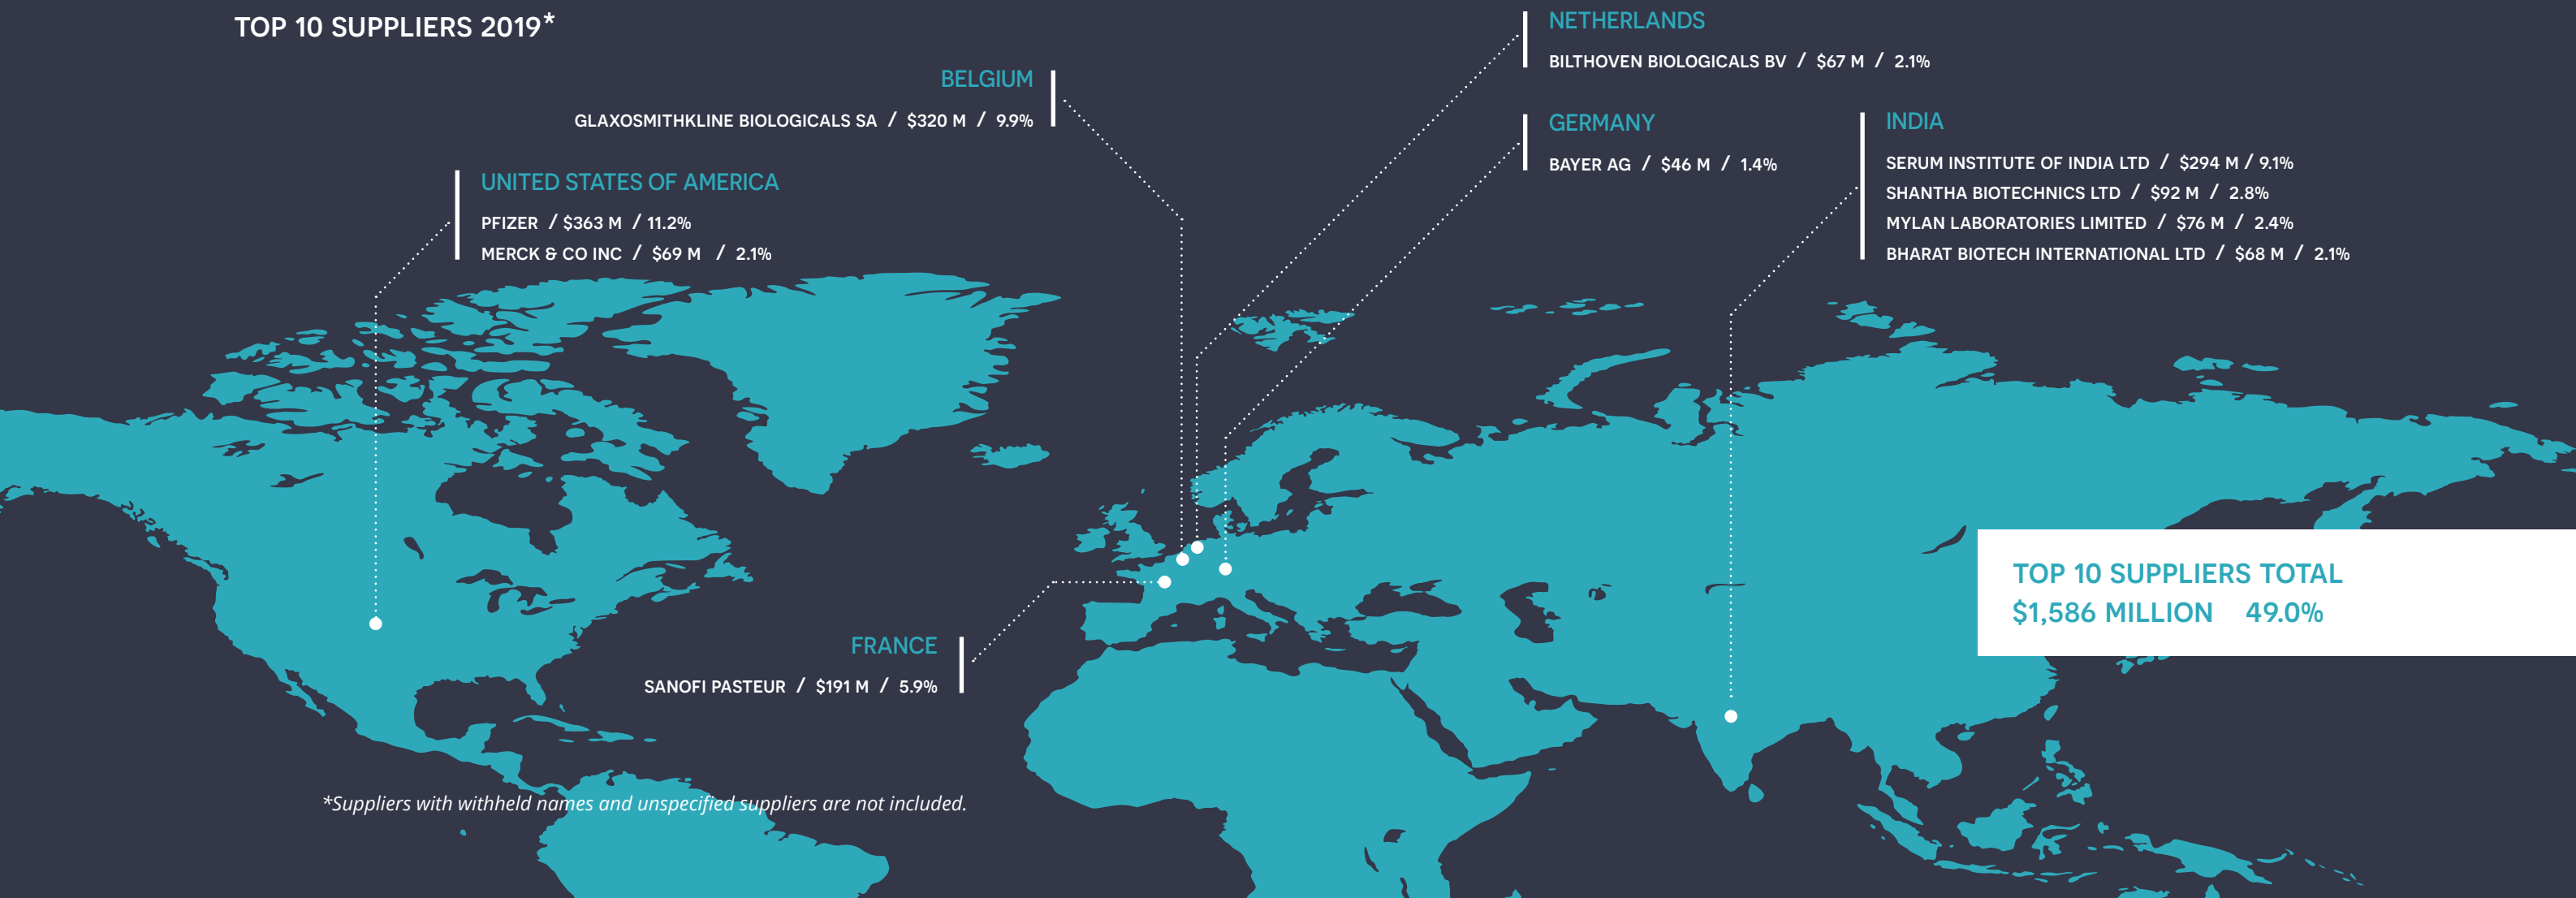 TOP 10 SUPPLIERS 2019*
BELGIUM
GLAXOSMITHKLINE BIOLOGICALS SA / $320 M / 9.9%
UNITED STATES OF AMERICA
PFIZER / $363 M / 11.2%
MERCK & CO INC / $69 M / 2.1%
NETHERLANDS
BILTHOVEN BIOLOGICALS BV / $67 M / 2.1%
GERMANY
BAYER AG / $46 M / 1.4%
INDIA
SERUM INSTITUTE OF INDIA LTD / $294 M / 9.1%
SHANTHA BIOTECHNICS LTD / $92 M / 2.8%
MYLAN LABORATORIES LIMITED / $76 M / 2.4%
BHARAT BIOTECH INTERNATIONAL LTD / $68 M / 2.1%
TOP 10 SUPPLIERS TOTAL
$1,586 MILLION 49.0%
FRANCE
SANOFI PASTEUR / $191 M / 5.9%
*Suppliers with withheld names and unspecified suppliers are not included.